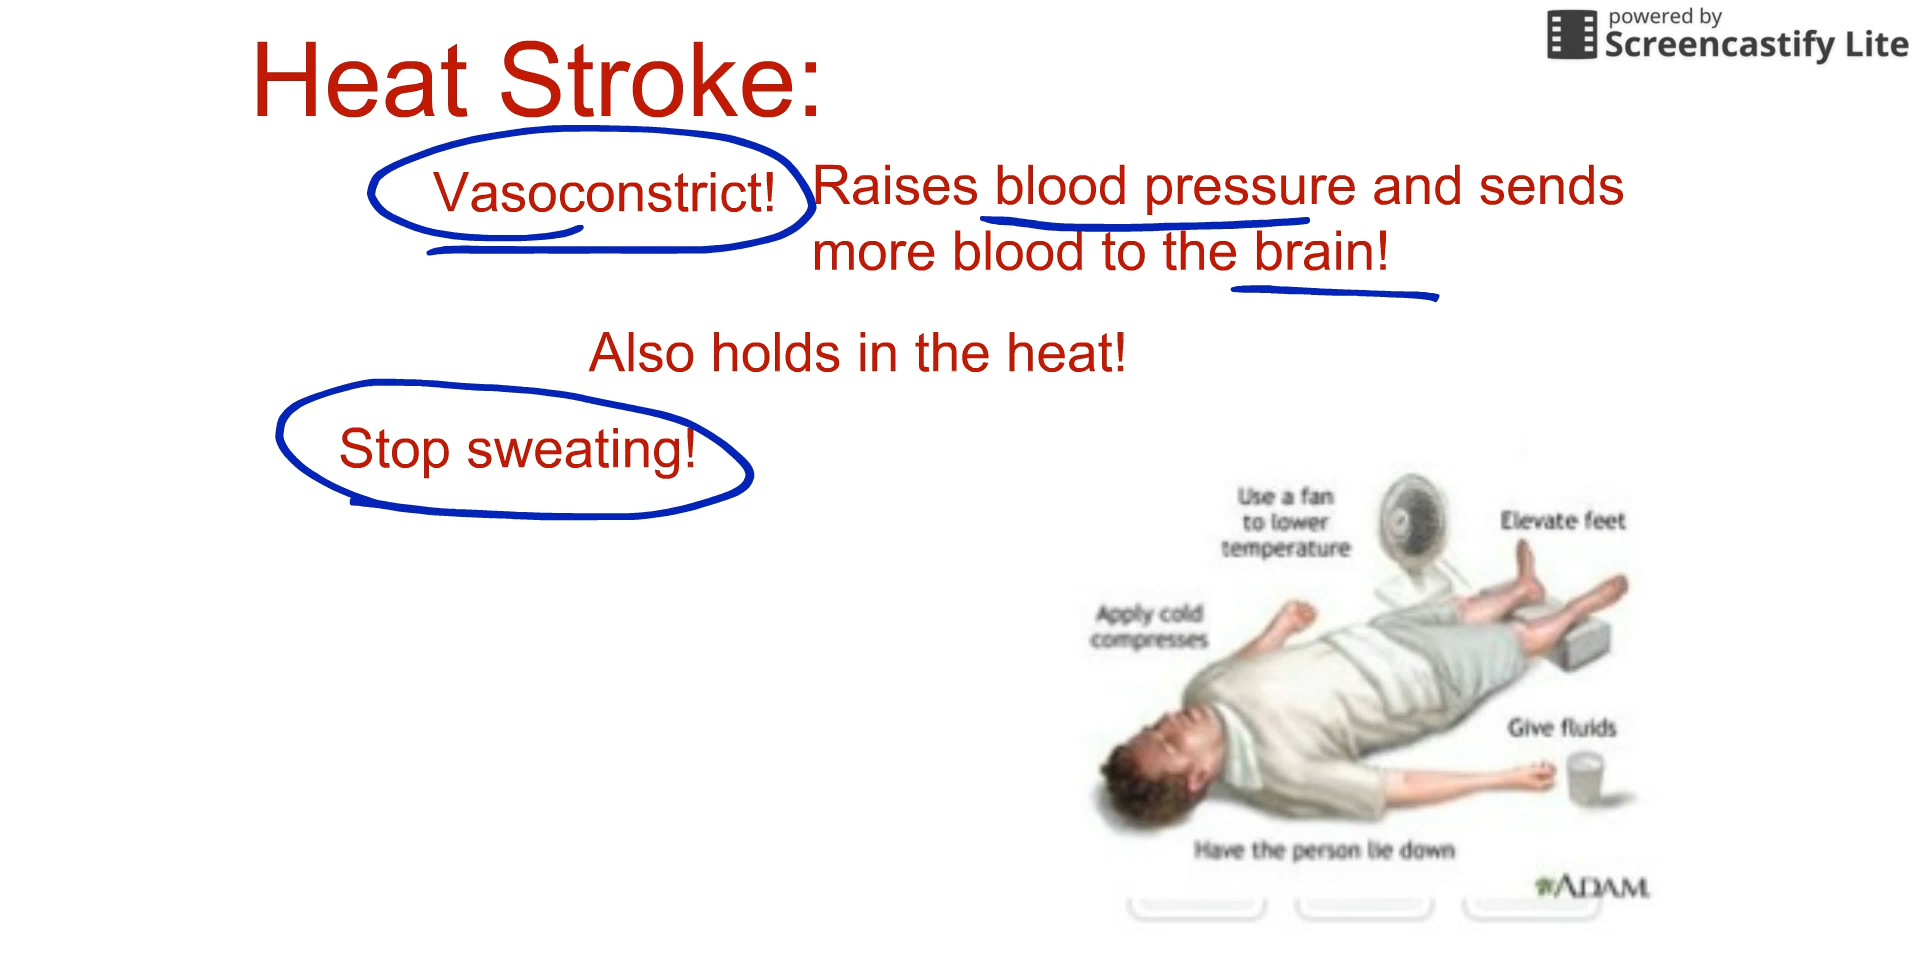 powered by
Screencastify Lite
Heat Stroke:
Vasoconstrict!
Raises blood pressure and sends
more blood to the brain!
Also holds in the heat!
Stop sweating!
Use a fan
to lower
temperature
Elevate feet
Apply cold
compresses
Give fluids
Have the person lie down
ADAM